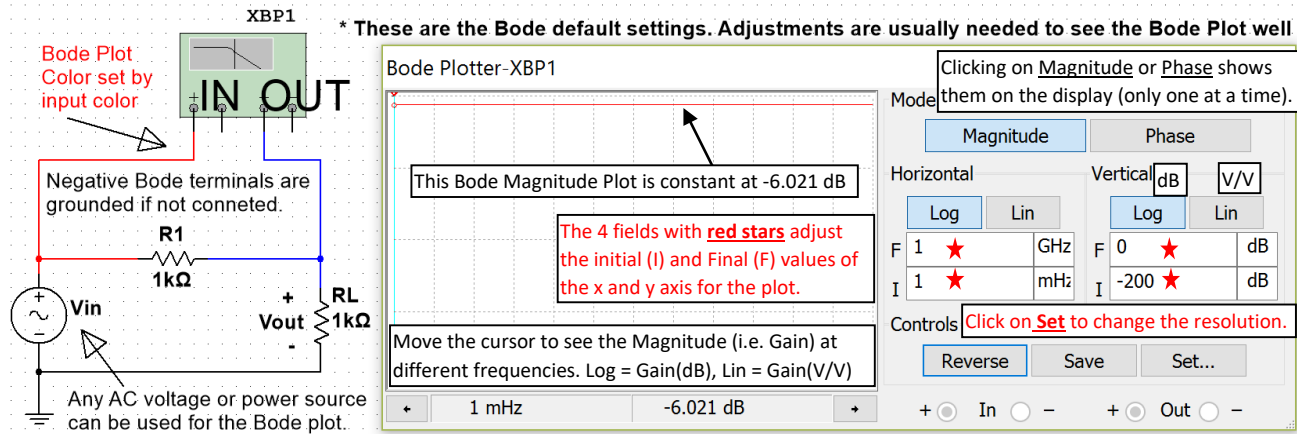 XBP1
* These are the Bode default settings. Adjustments are usually needed to see the Bode Plot well
Bode Plot
Color set by
input color
+ IN OUT
Negative Bode terminals are
grounded if not conneted.
R1
1kΩ
+
Vin
~
−
+ RL
Vout 1kΩ
-
Any AC voltage or power source
can be used for the Bode plot.
Bode Plotter-XBP1
Clicking on Magnitude or Phase shows
them on the display (only one at a time).
Mode
Magnitude Phase
This Bode Magnitude Plot is constant at -6.021 dB
The 4 fields with red stars adjust
the initial (I) and Final (F) values of
the x and y axis for the plot.
Move the cursor to see the Magnitude (i.e. Gain) at
different frequencies. Log = Gain(dB), Lin = Gain(V/V)
1 mHz -6.021 dB
Horizontal Vertical dB V/V
Log Lin Log Lin
F 1 ★ GHz F 0 ★ dB
I 1 ★ mHz I -200 ★ dB
Controls Click on Set to change the resolution.
Reverse Save Set...
+ In − + Out −